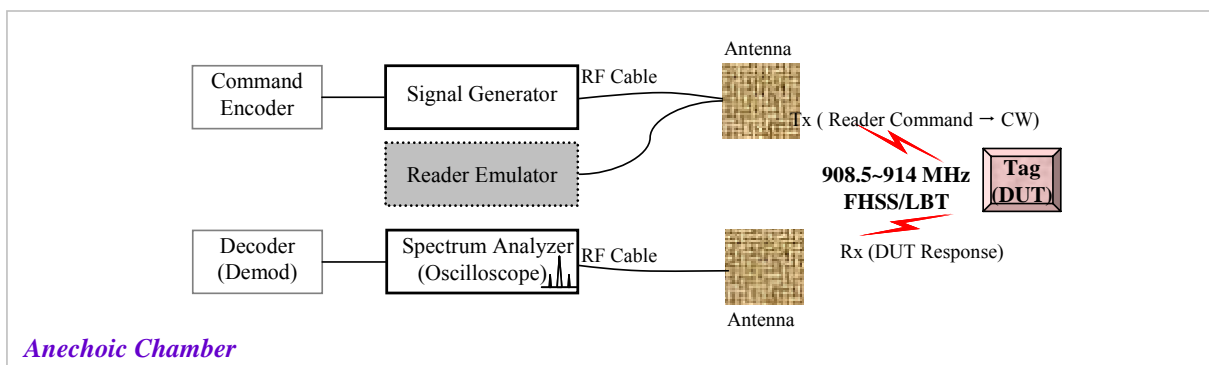 Antenna
Command
Encoder
Signal Generator
RF Cable
Tx ( Reader Command → CW)
Reader Emulator
908.5~914 MHz
FHSS/LBT
Tag
(DUT)
Decoder
(Demod)
Spectrum Analyzer
(Oscilloscope)
RF Cable
Rx (DUT Response)
Antenna
Anechoic Chamber